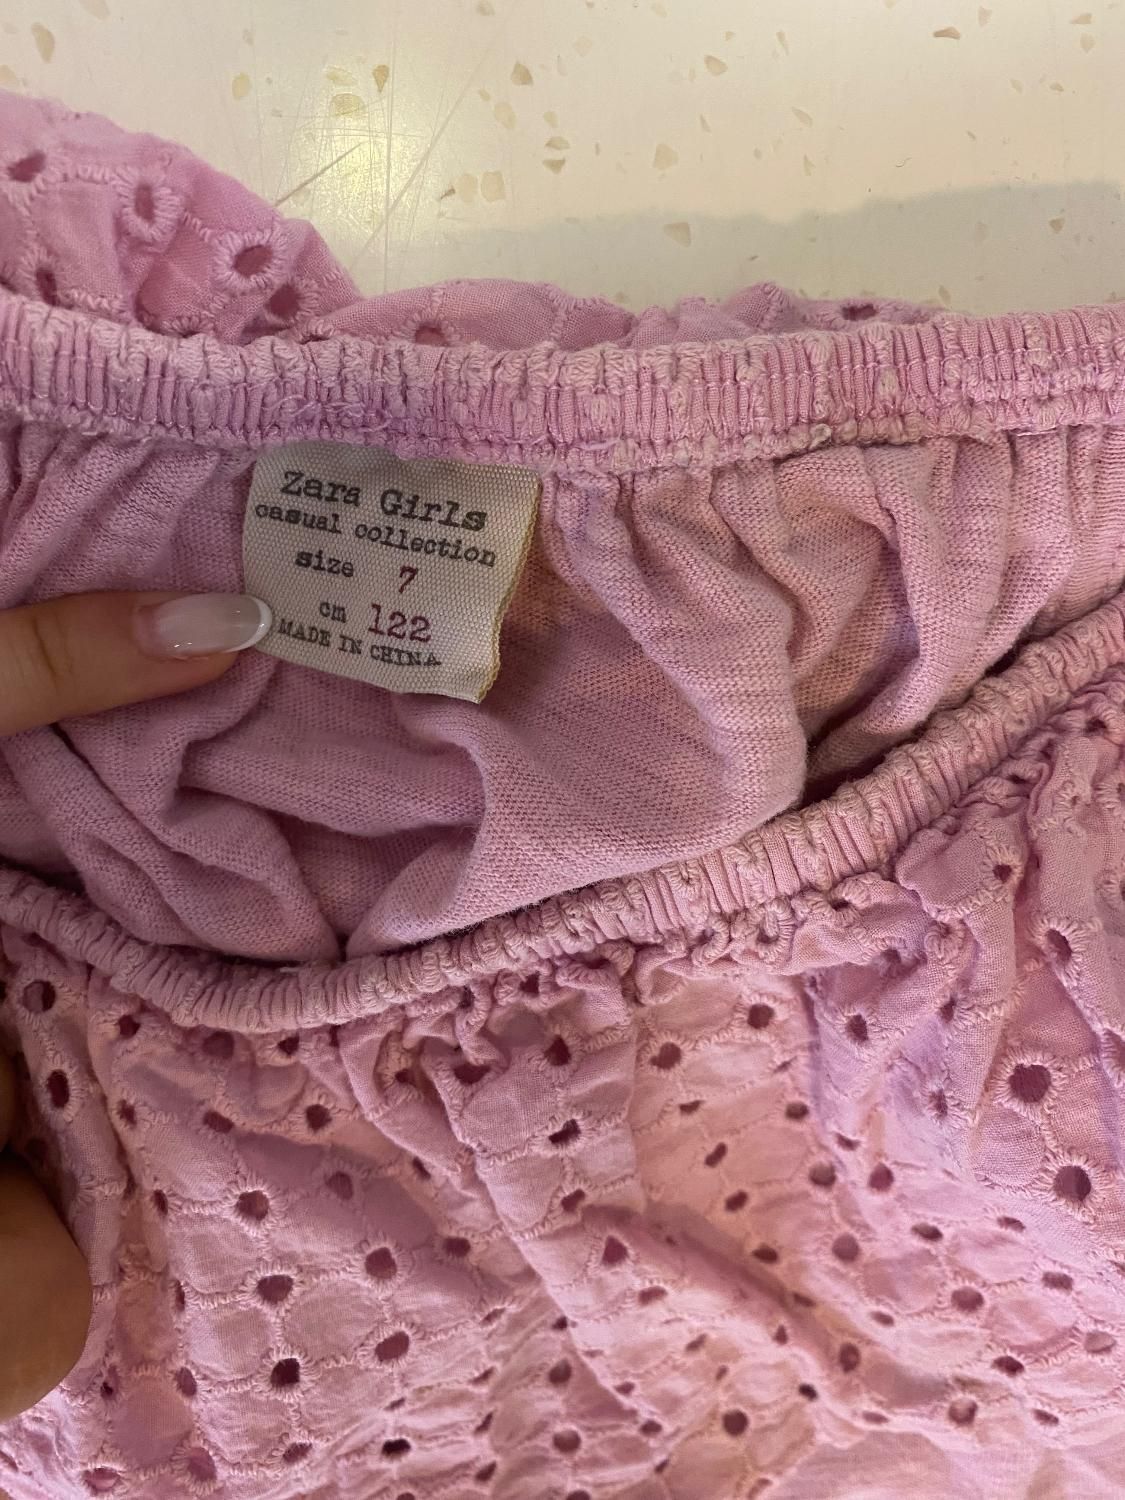 Zara Girls
casual collection
size 7
cm 122
MADE IN CHINA